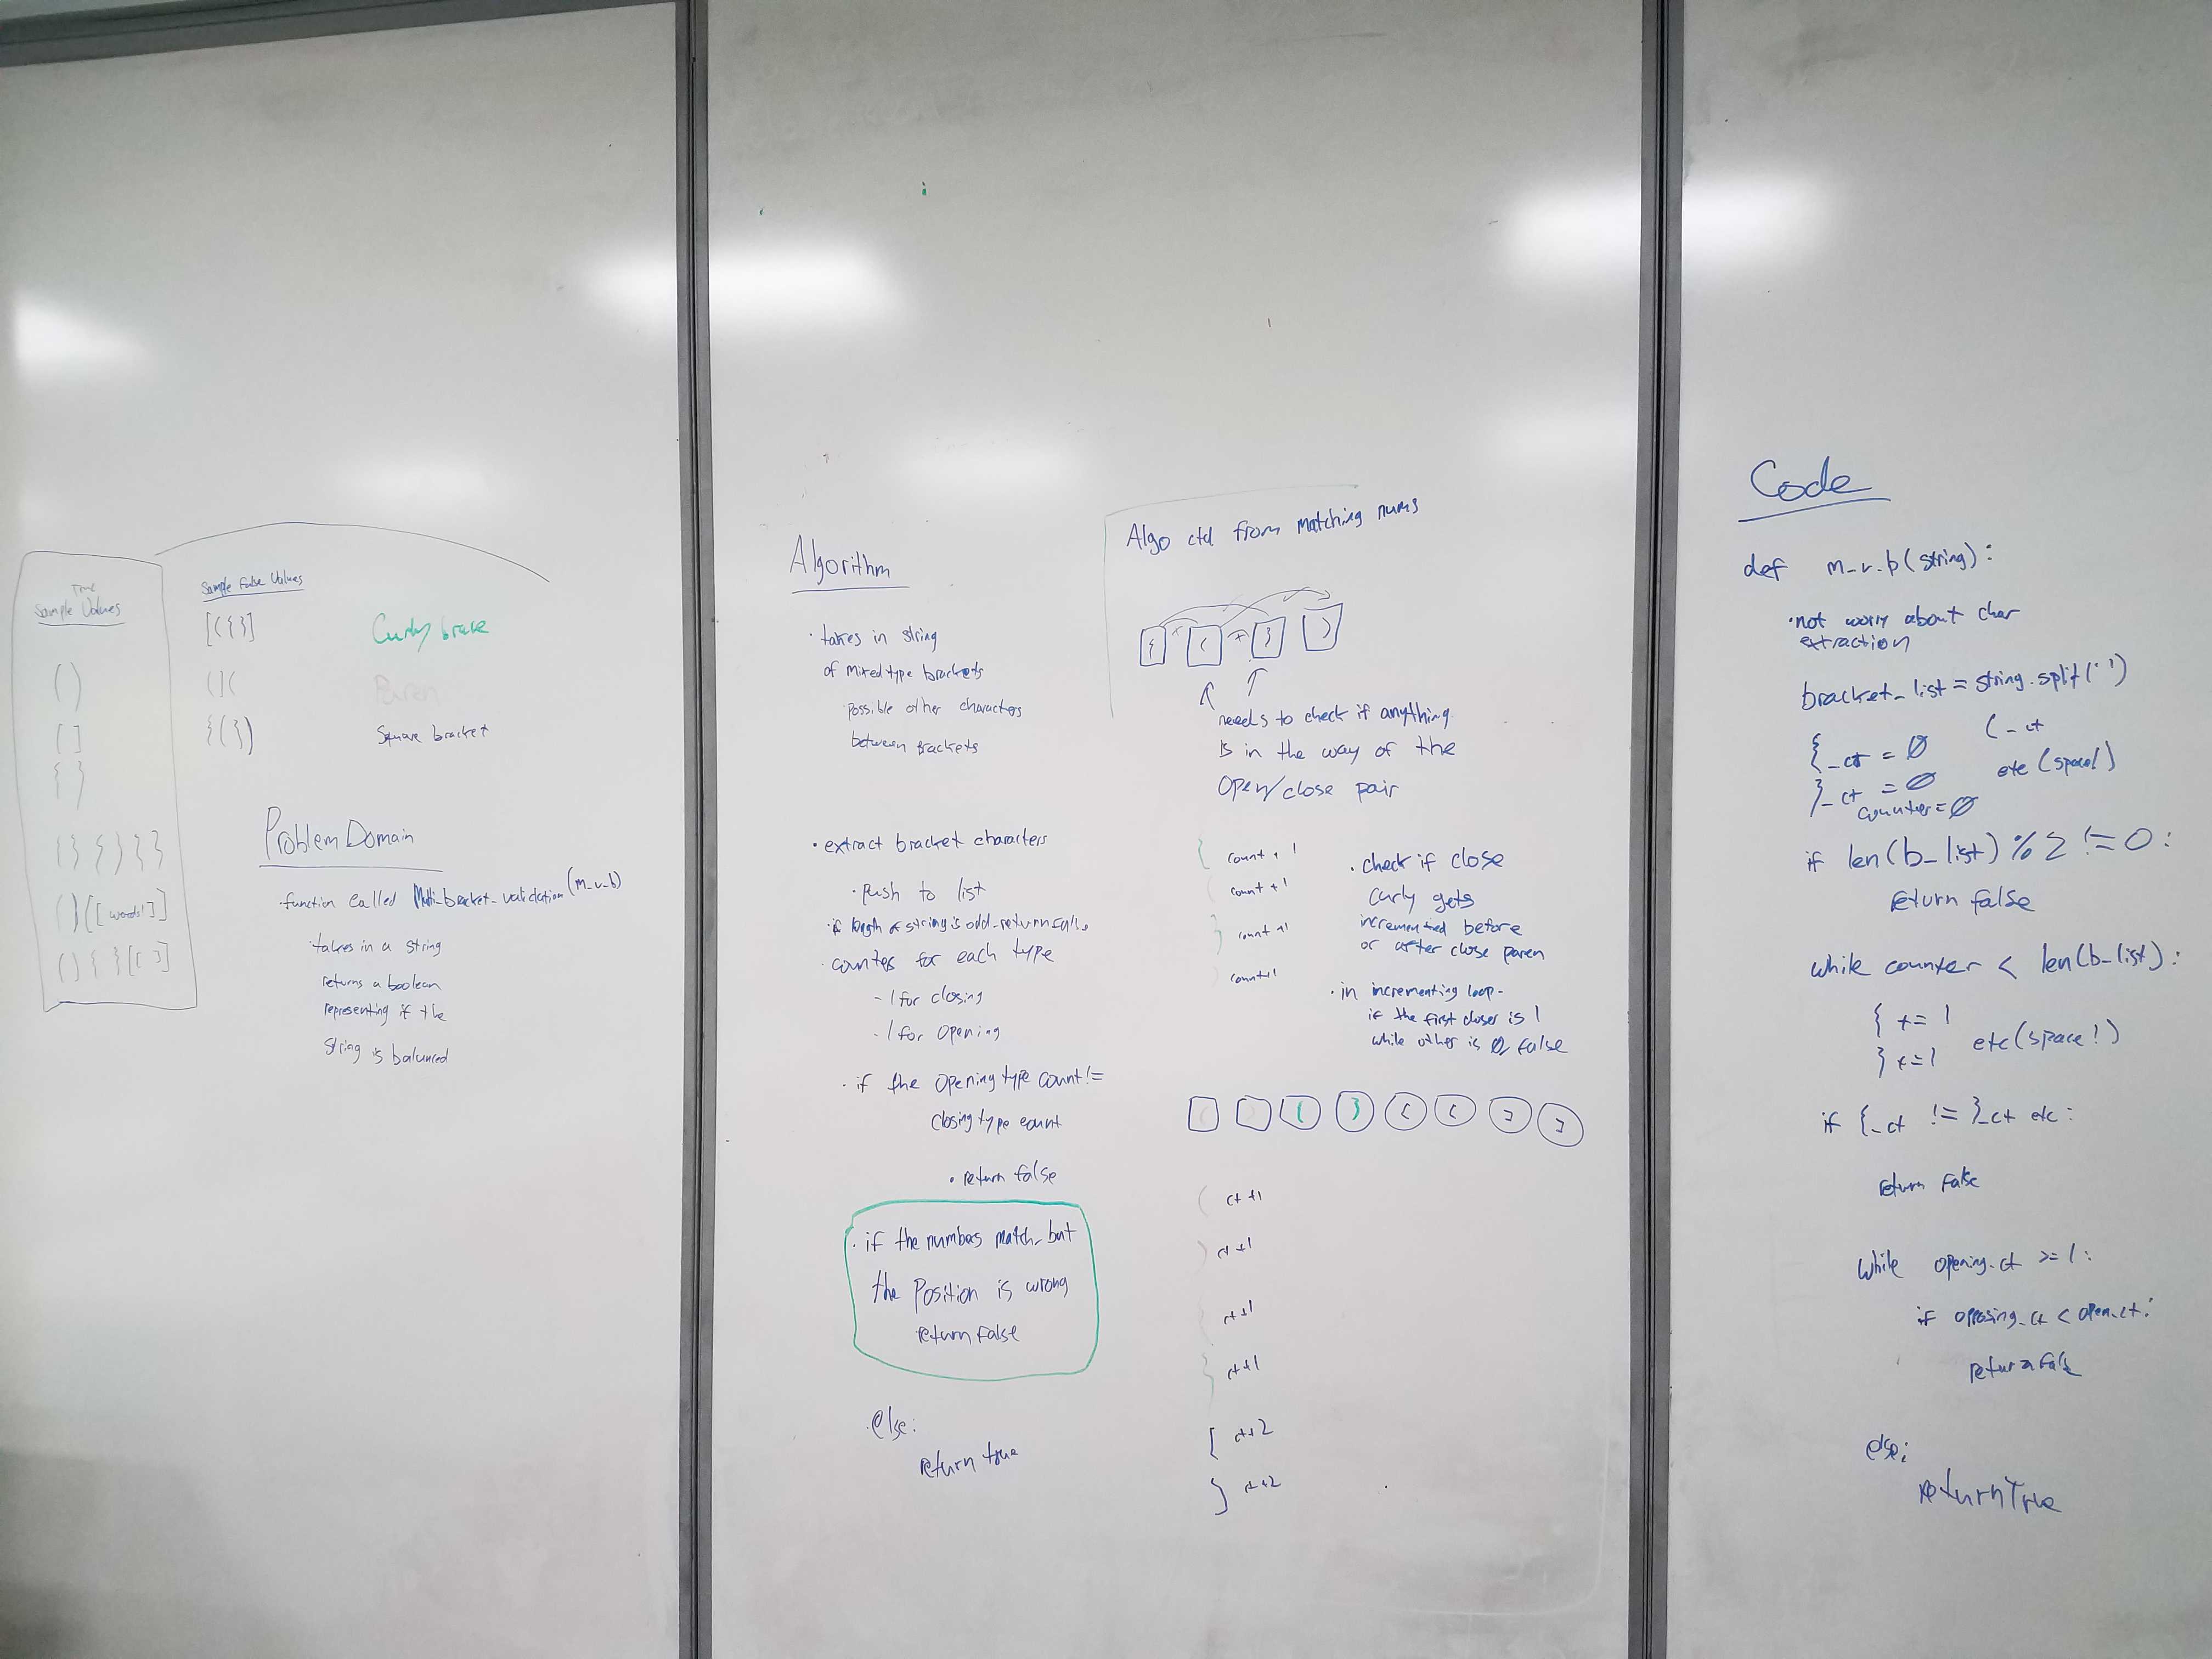 True
Sample Values
( )
[ ]
{ }
( ) ( [ words! ] )
( ) { } [ ( ) ]
Sample False Values
[ ( { } ]
( ] (
{ ( } )
Curly brace
Paren
Square bracket
Problem Domain
· function called Multi-bracket-validation (m-v-b)
· takes in a string
returns a boolean
representing if the
string is balanced
Algorithm
· takes in string
of mixed type brackets
possible other characters
between brackets
· extract bracket characters
· push to list
· if length of string is odd-return false
· counter for each type
- 1 for closing
- 1 for opening
· if the opening type count !=
closing type count
· return false
· if the numbers match_but
the position is wrong
return false
· else:
return true
Algo ctd from matching nums
{ ( } )
needs to check if anything
is in the way of the
open/close pair
{ count + 1
( count + 1
} count +1
count+1
· check if close
curly gets
incremented before
or after close paren
· in incrementing loop-
if the first closer is 1
while other is 0, false
{ } [ [ ] ]
( ct +1
) ct +1
{ ct +1
} ct +1
[ ct+2
] ct+2
Code
def m_v_b(string):
· not worry about char
extraction
bracket_list = string.split(' ')
{_ct = 0 (_ct
}_ct = 0 etc (space!)
counter = 0
if len(b_list) % 2 != 0:
return false
while counter < len(b_list):
{ += 1
} += 1 etc (space!)
if {_ct != }_ct etc:
return False
While opening_ct >= 1:
if opposing_ct < open_ct:
return False
else:
return True